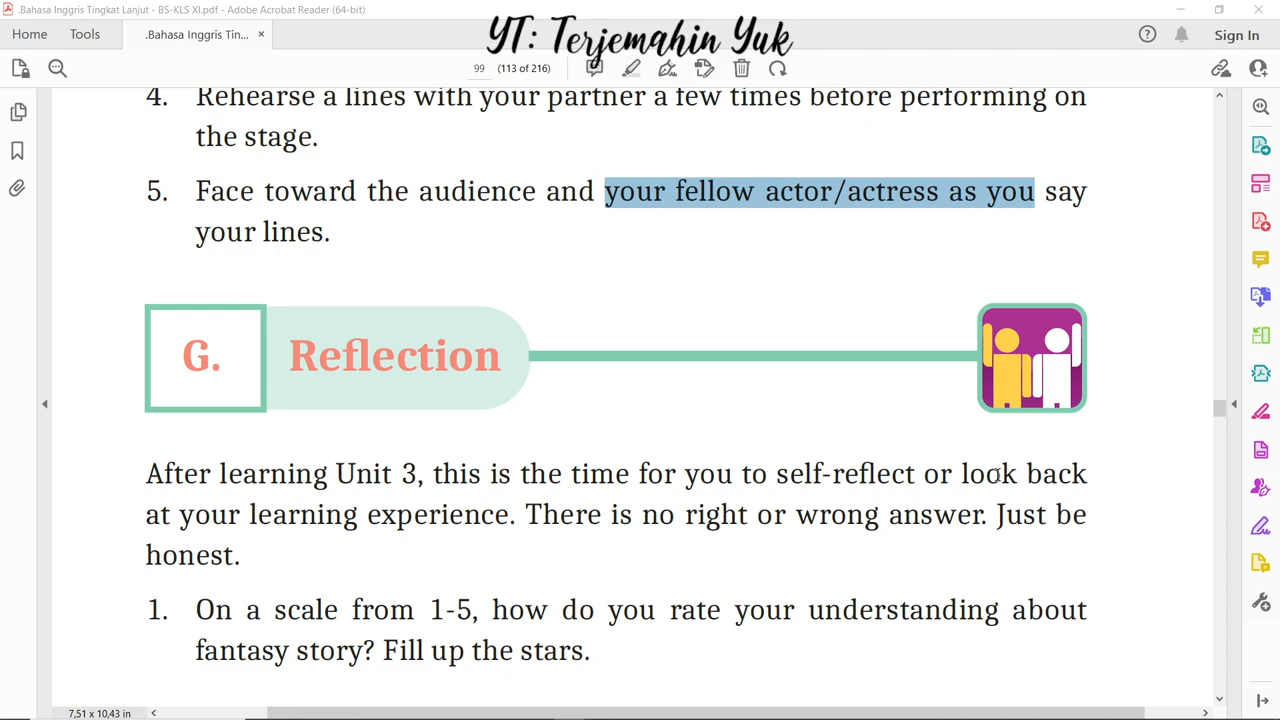 .Bahasa Inggris Tingkat Lanjut - BS-KLS XI.pdf - Adobe Acrobat Reader (64-bit)
YT: Terjemahin Yuk
Home Tools .Bahasa Inggris Tin... × Sign In
99 (113 of 216)
4. Rehearse a lines with your partner a few times before performing on
the stage.
5. Face toward the audience and your fellow actor/actress as you say
your lines.
G. Reflection
After learning Unit 3, this is the time for you to self-reflect or look back
at your learning experience. There is no right or wrong answer. Just be
honest.
1. On a scale from 1-5, how do you rate your understanding about
fantasy story? Fill up the stars.
7,51 x 10,43 in